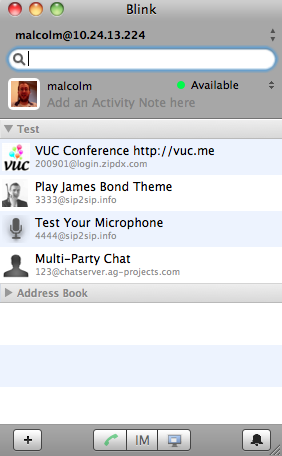 Blink
malcolm@10.24.13.224
malcolm
Available
Add an Activity Note here
Test
vuc
VUC Conference http://vuc.me
200901@login.zipdx.com
Play James Bond Theme
3333@sip2sip.info
Test Your Microphone
4444@sip2sip.info
Multi-Party Chat
123@chatserver.ag-projects.com
Address Book
+
IM